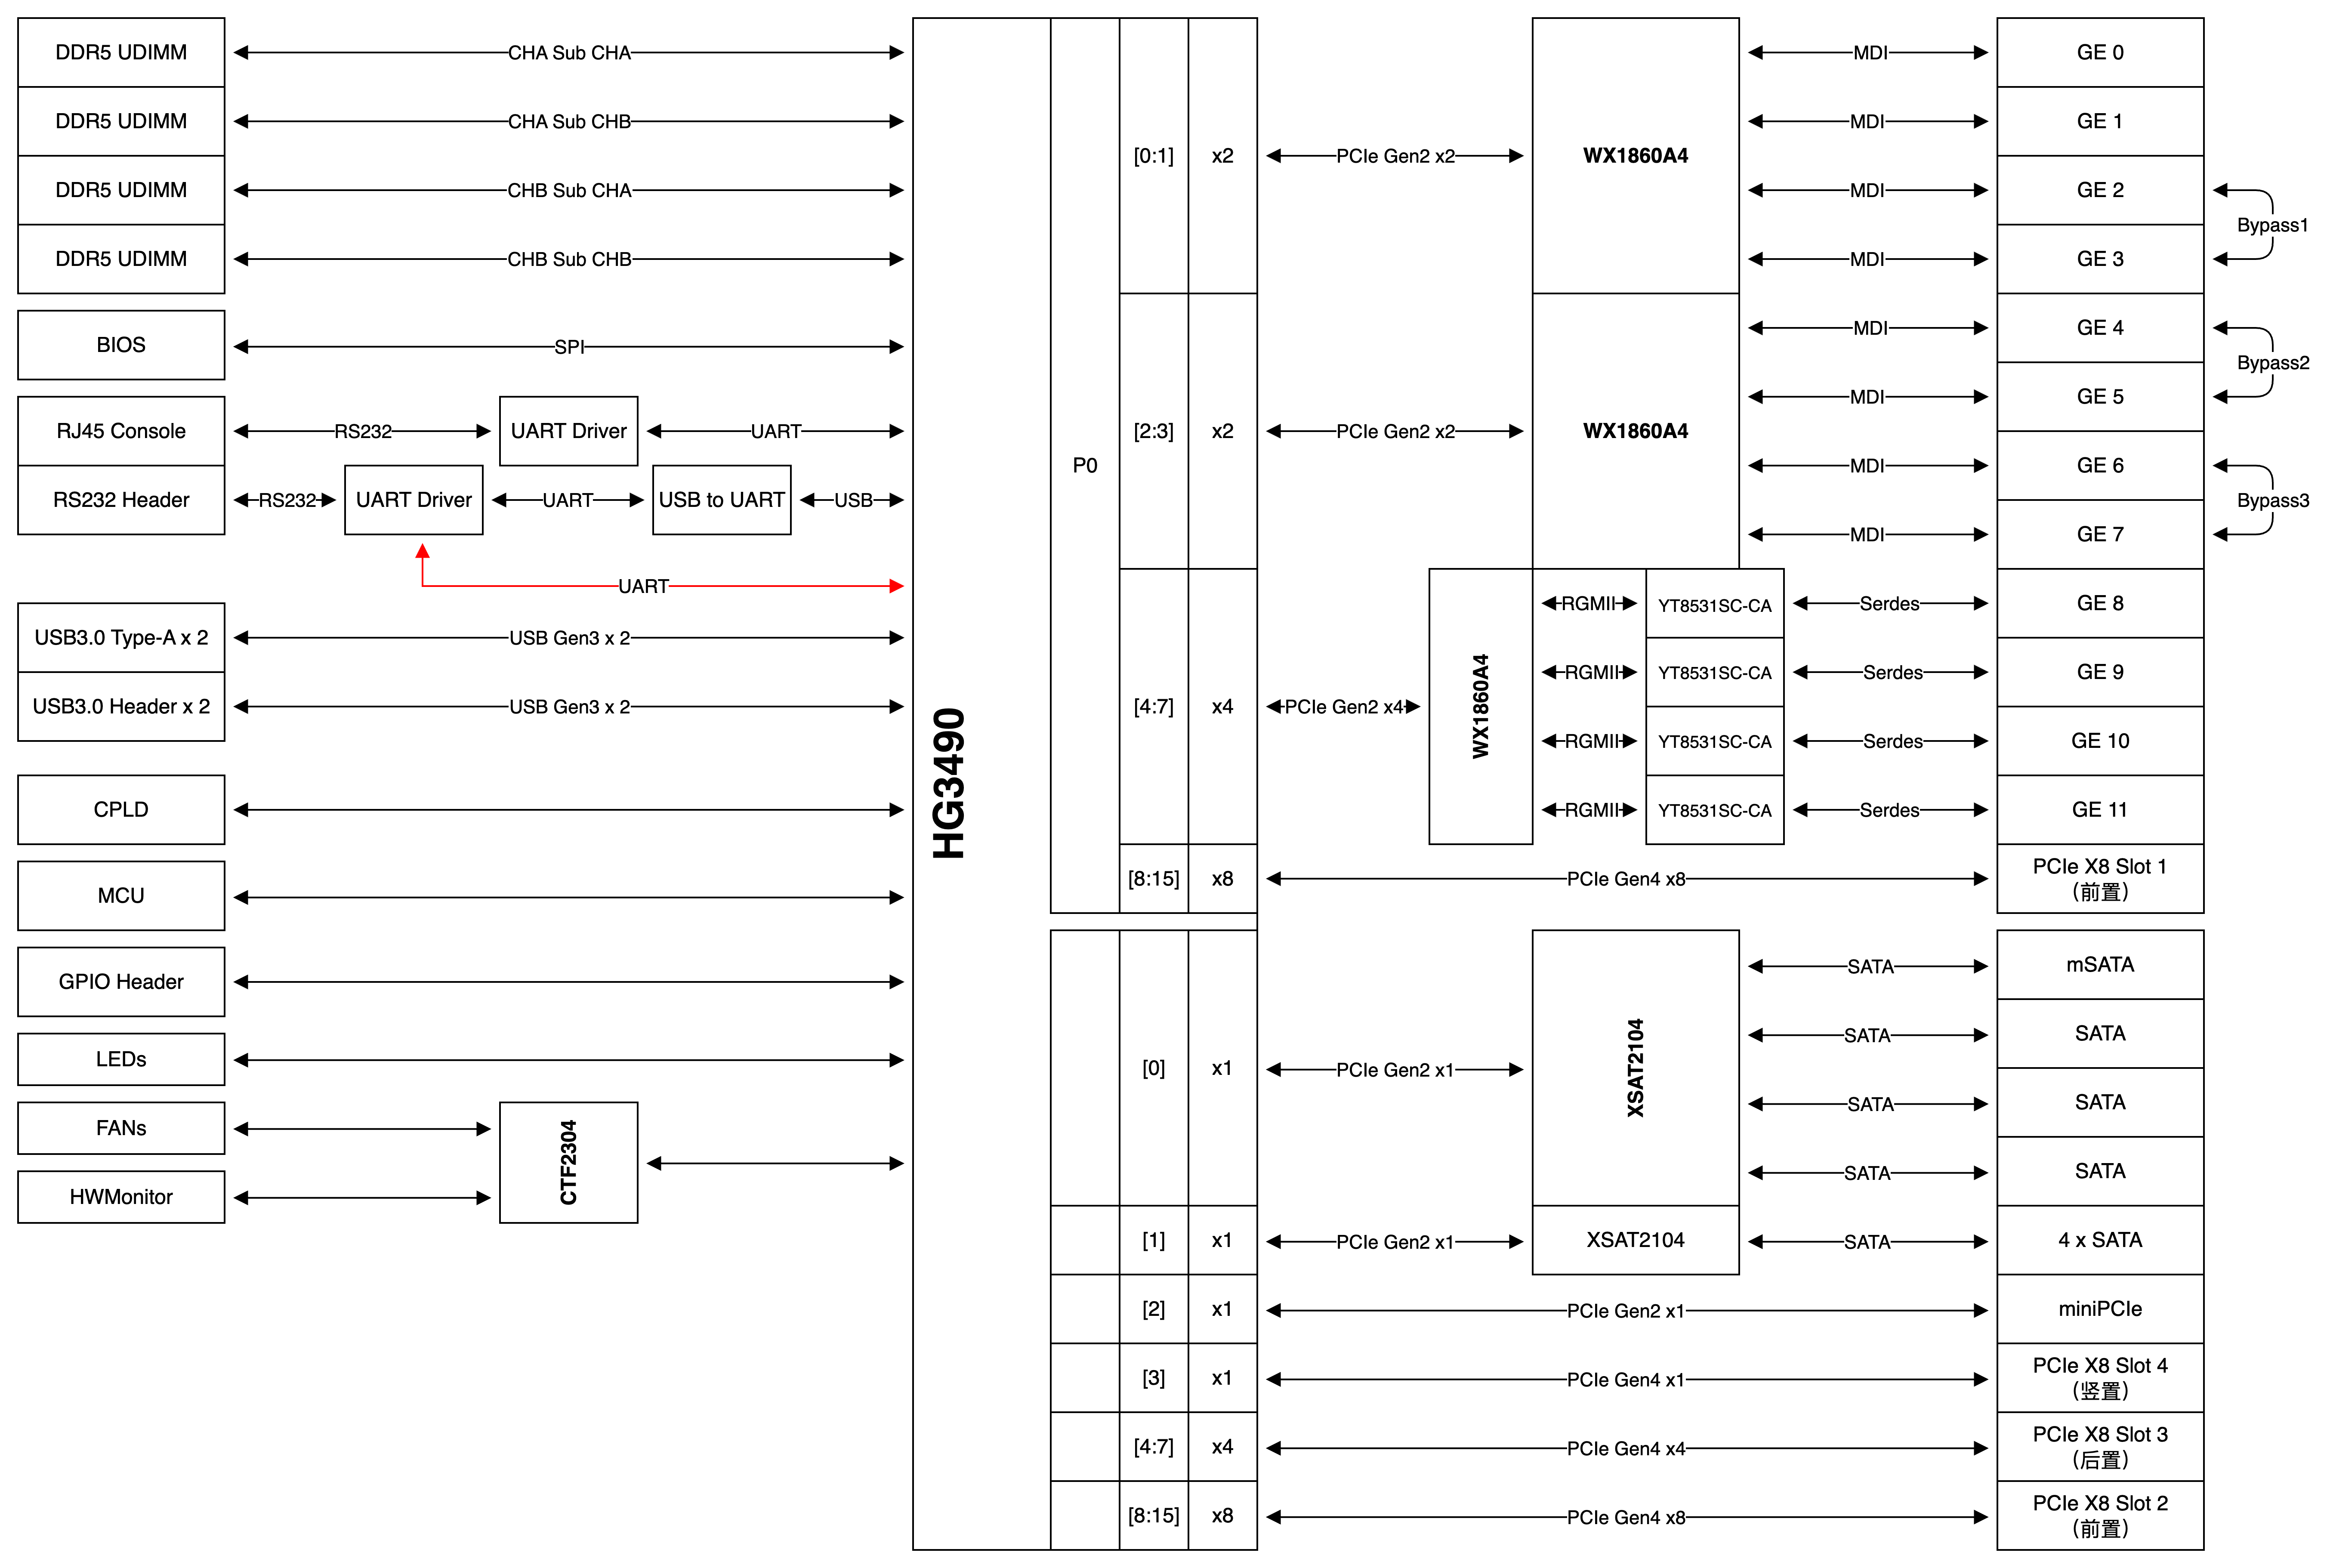 DDR5 UDIMM
CHA Sub CHA
DDR5 UDIMM
CHA Sub CHB
DDR5 UDIMM
CHB Sub CHA
DDR5 UDIMM
CHB Sub CHB
BIOS
SPI
RJ45 Console
RS232
UART Driver
UART
RS232 Header
RS232
UART Driver
UART
USB to UART
USB
UART
USB3.0 Type-A x 2
USB Gen3 x 2
USB3.0 Header x 2
USB Gen3 x 2
CPLD
MCU
GPIO Header
LEDs
FANs
HWMonitor
CTF2304
HG3490
P0
[0:1]
x2
PCIe Gen2 x2
WX1860A4
MDI
GE 0
MDI
GE 1
MDI
GE 2
MDI
GE 3
Bypass1
[2:3]
x2
PCIe Gen2 x2
WX1860A4
MDI
GE 4
MDI
GE 5
Bypass2
MDI
GE 6
MDI
GE 7
Bypass3
[4:7]
x4
PCIe Gen2 x4
WX1860A4
RGMII
YT8531SC-CA
Serdes
GE 8
RGMII
YT8531SC-CA
Serdes
GE 9
RGMII
YT8531SC-CA
Serdes
GE 10
RGMII
YT8531SC-CA
Serdes
GE 11
[8:15]
x8
PCIe Gen4 x8
PCIe X8 Slot 1
(前置)
[0]
x1
PCIe Gen2 x1
XSAT2104
SATA
mSATA
SATA
SATA
SATA
SATA
SATA
SATA
[1]
x1
PCIe Gen2 x1
XSAT2104
SATA
4 x SATA
[2]
x1
PCIe Gen2 x1
miniPCIe
[3]
x1
PCIe Gen4 x1
PCIe X8 Slot 4
(竖置)
[4:7]
x4
PCIe Gen4 x4
PCIe X8 Slot 3
(后置)
[8:15]
x8
PCIe Gen4 x8
PCIe X8 Slot 2
(前置)